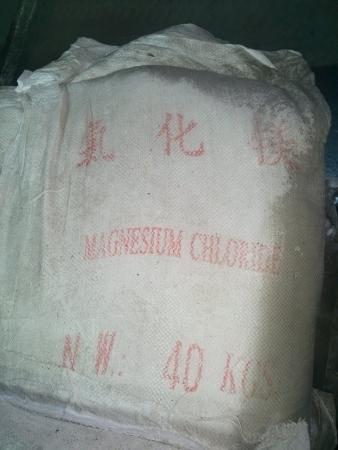 氯化镁
MAGNESIUM CHLORIDE
N.W.: 40 KGS